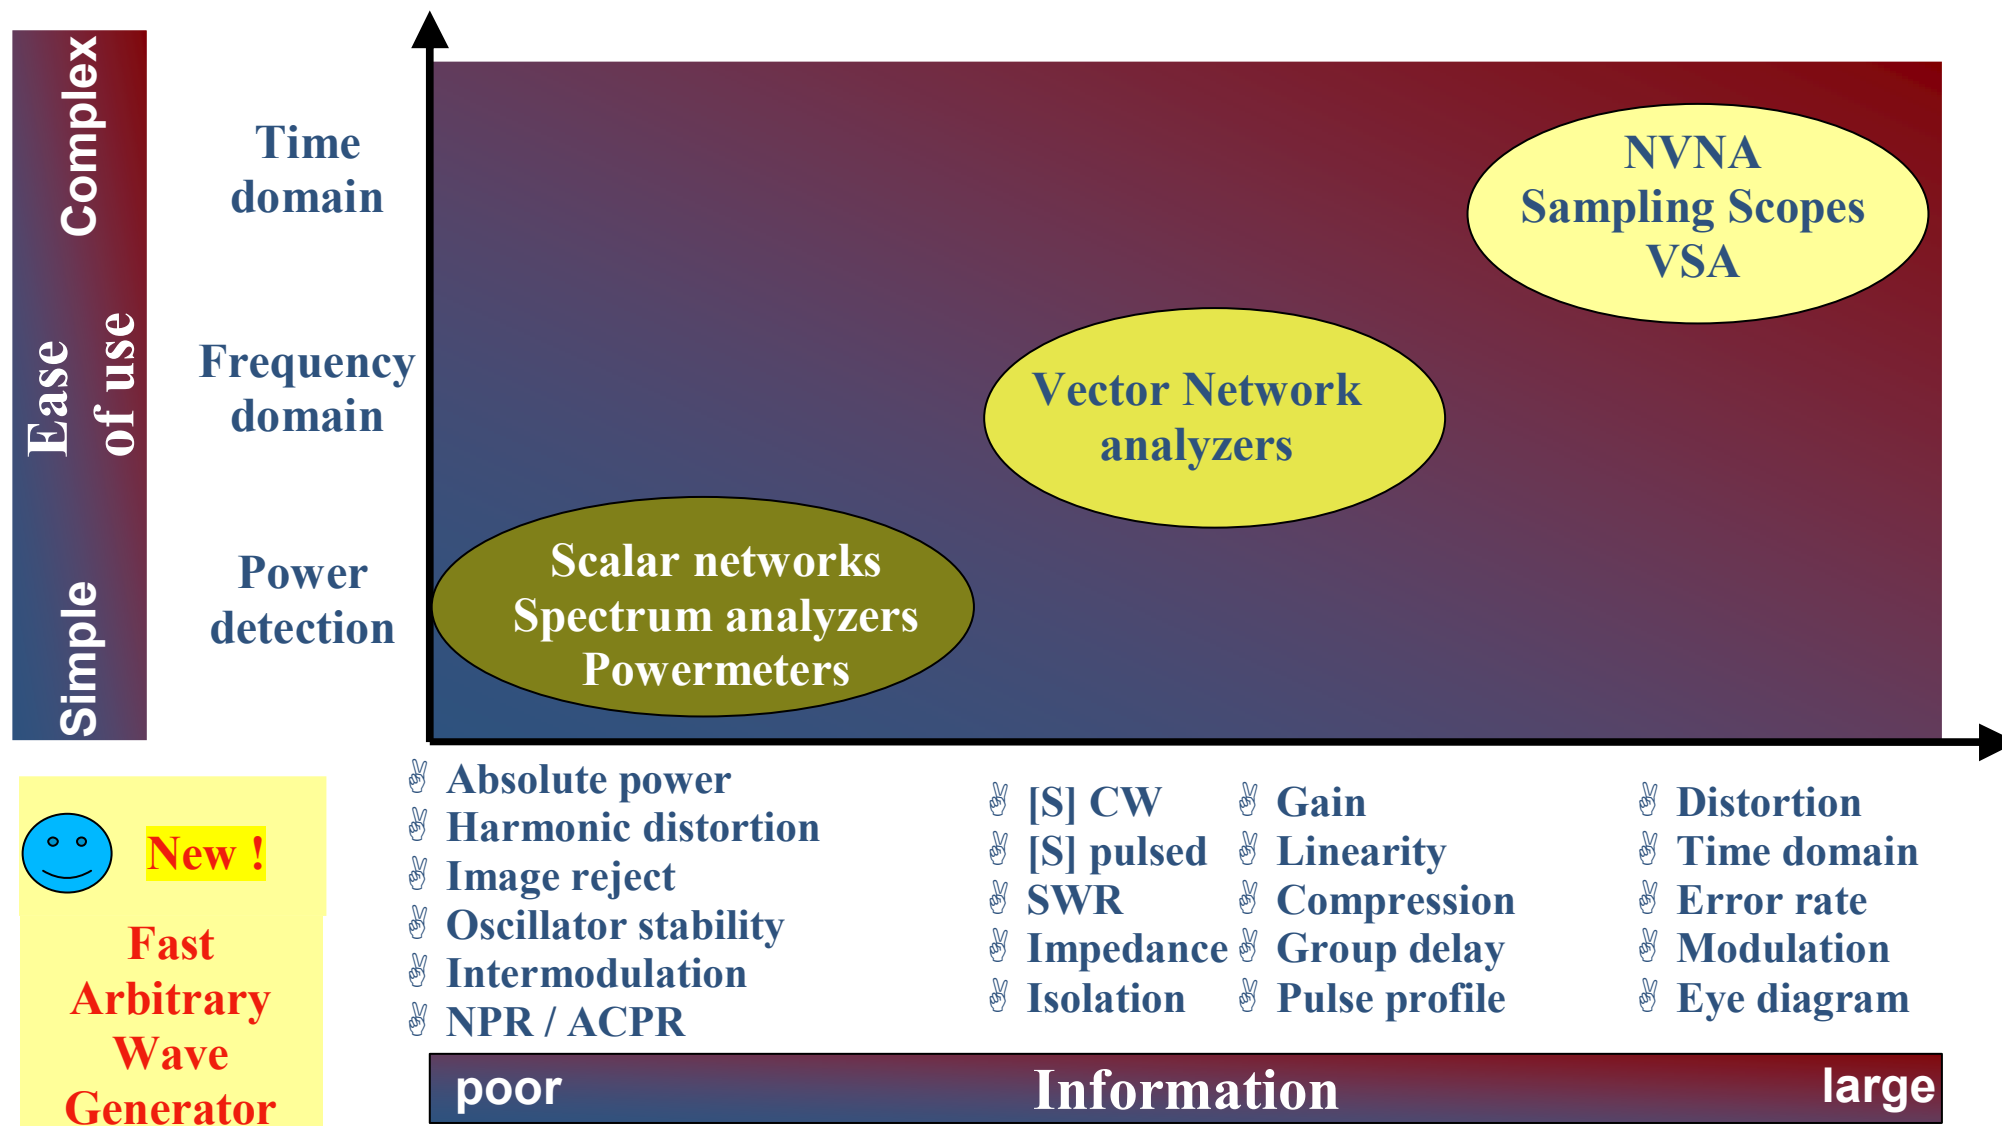 Complex
Ease
of use
Simple
Time
domain
Frequency
domain
Power
detection
NVNA
Sampling Scopes
VSA
Vector Network
analyzers
Scalar networks
Spectrum analyzers
Powermeters
Absolute power
Harmonic distortion
Image reject
Oscillator stability
Intermodulation
NPR / ACPR
[S] CW
[S] pulsed
SWR
Impedance
Isolation
Gain
Linearity
Compression
Group delay
Pulse profile
Distortion
Time domain
Error rate
Modulation
Eye diagram
New !
Fast
Arbitrary
Wave
Generator
poor Information large